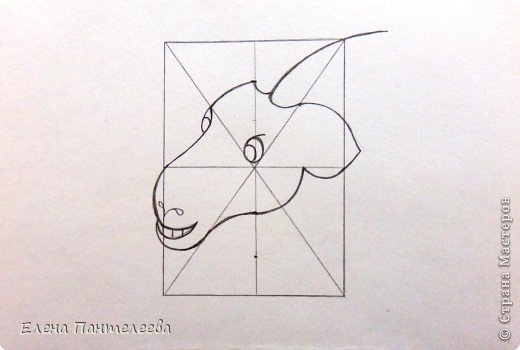 Елена Пантелеева
© Страна Мастеров